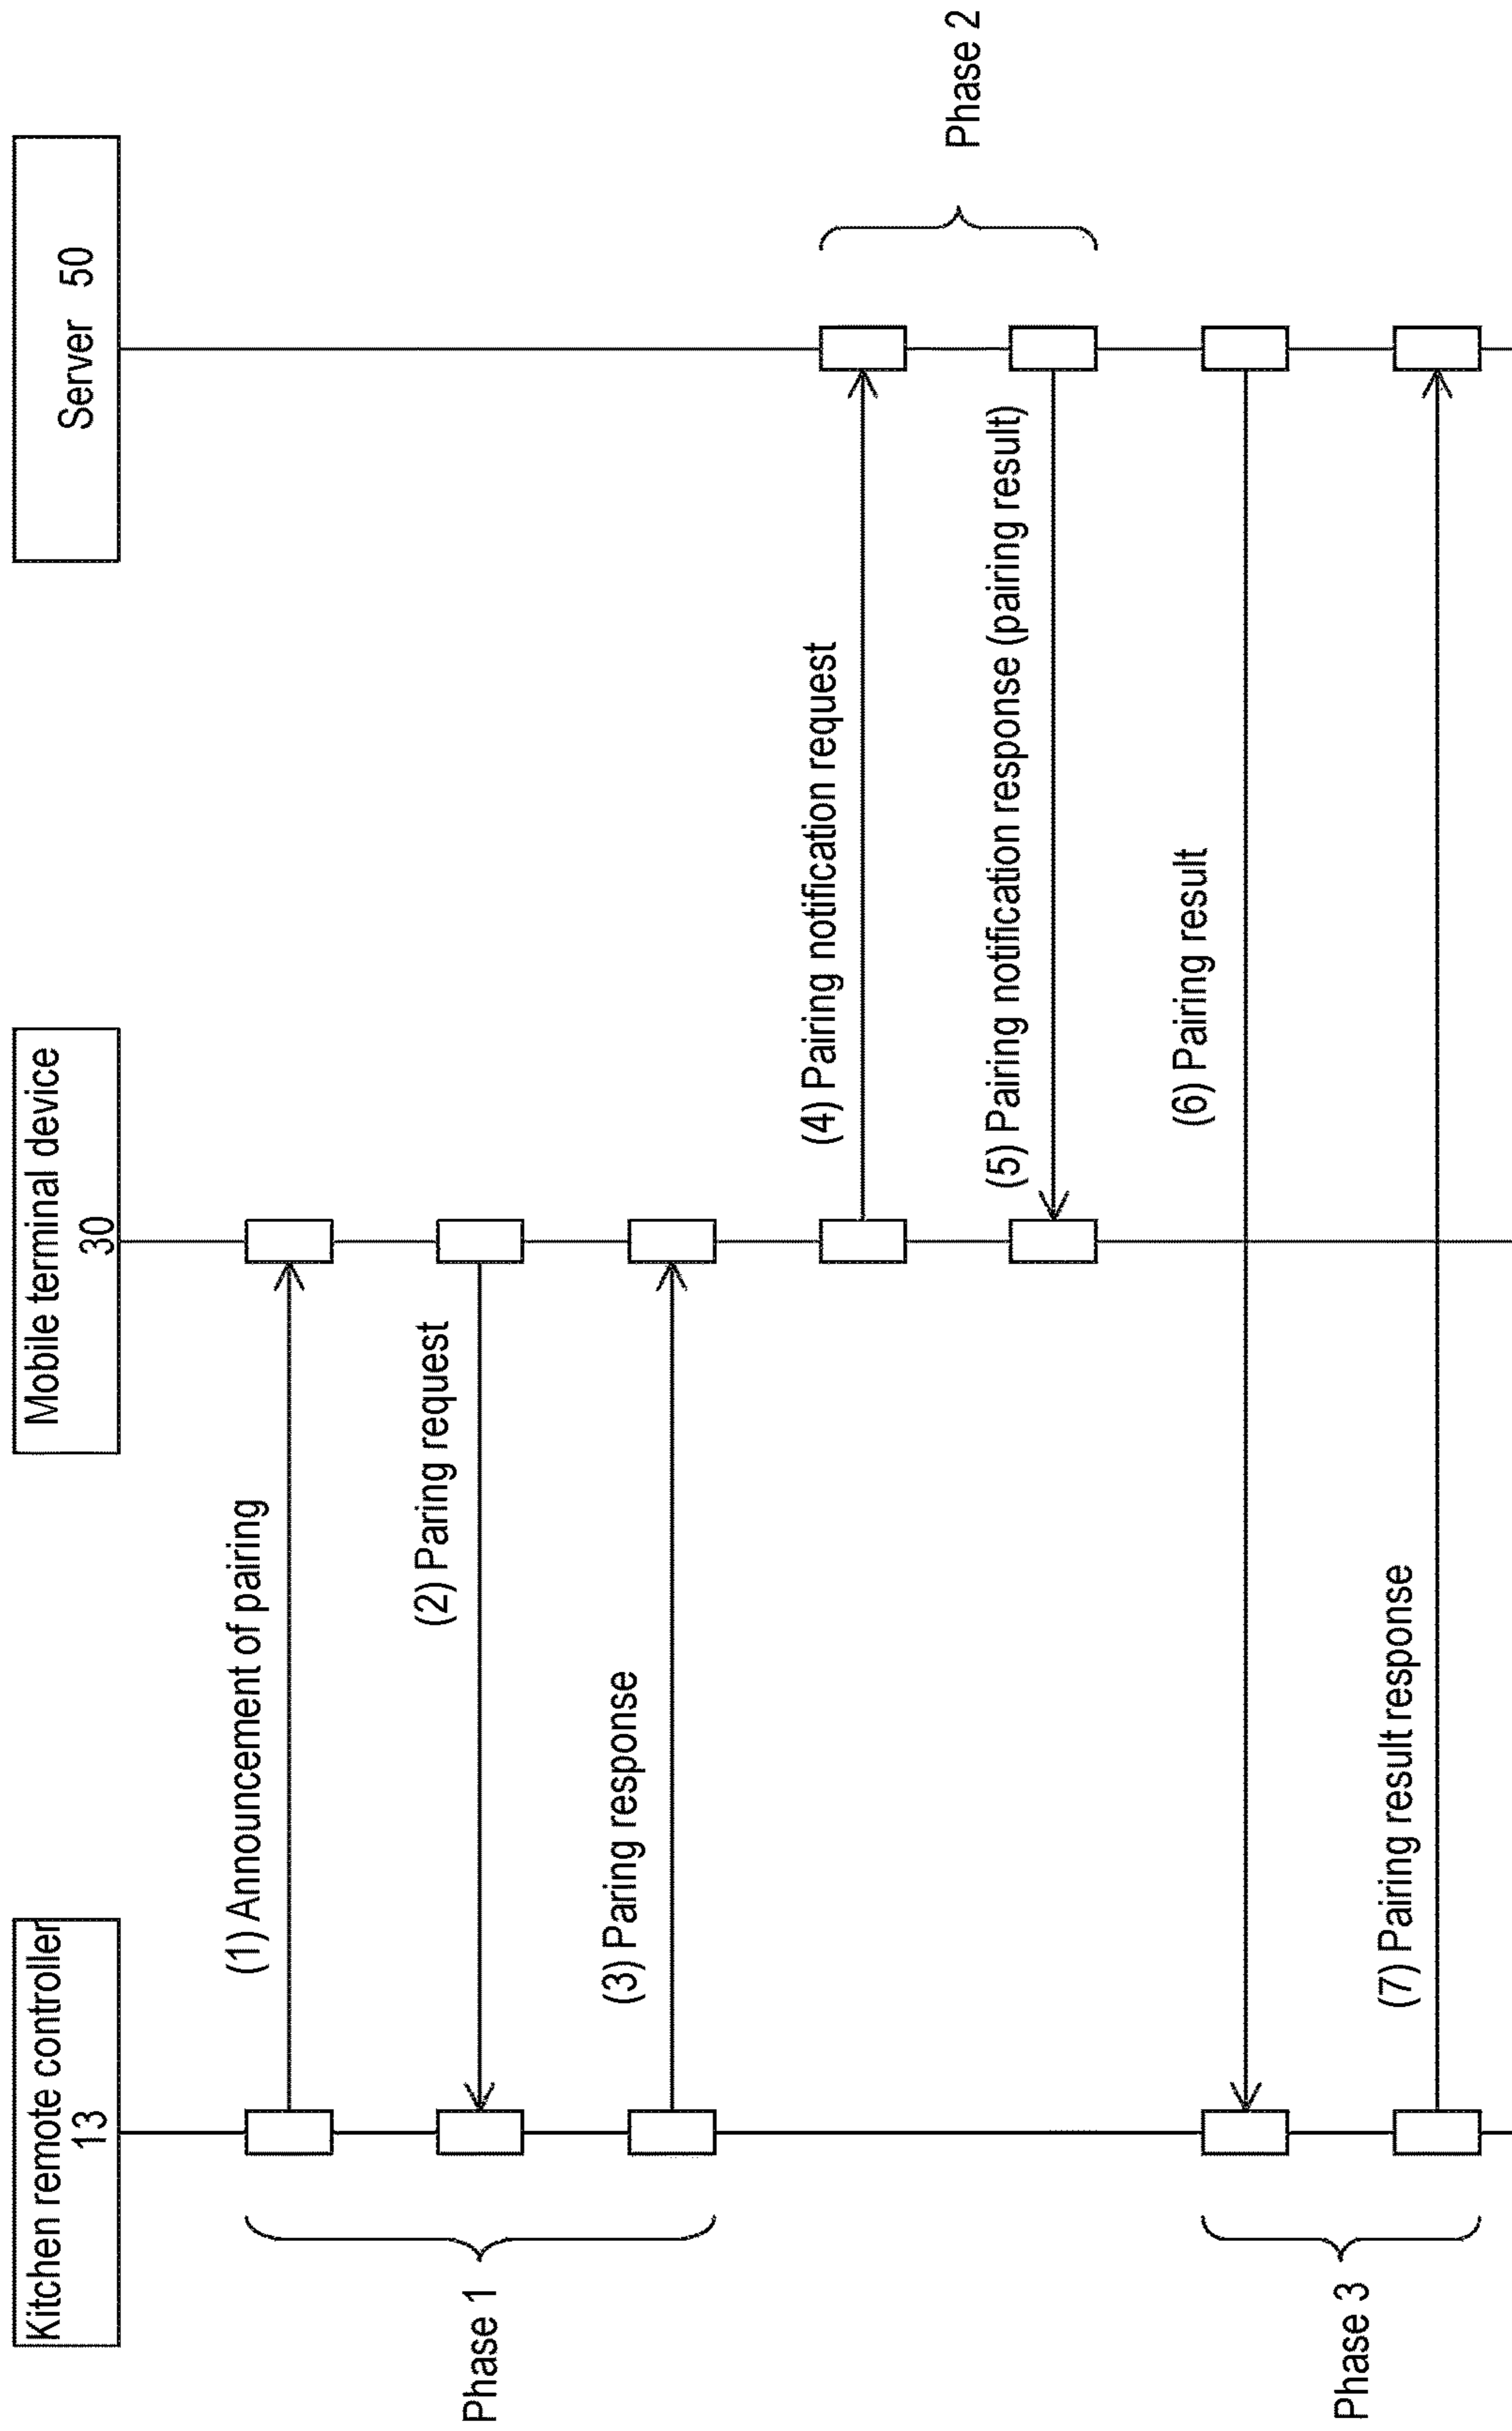 Kitchen remote controller
13
Mobile terminal device
30
Server 50
(1) Announcement of pairing
(2) Paring request
(3) Paring response
Phase 1
(4) Pairing notification request
(5) Pairing notification response (pairing result)
Phase 2
(6) Pairing result
(7) Pairing result response
Phase 3